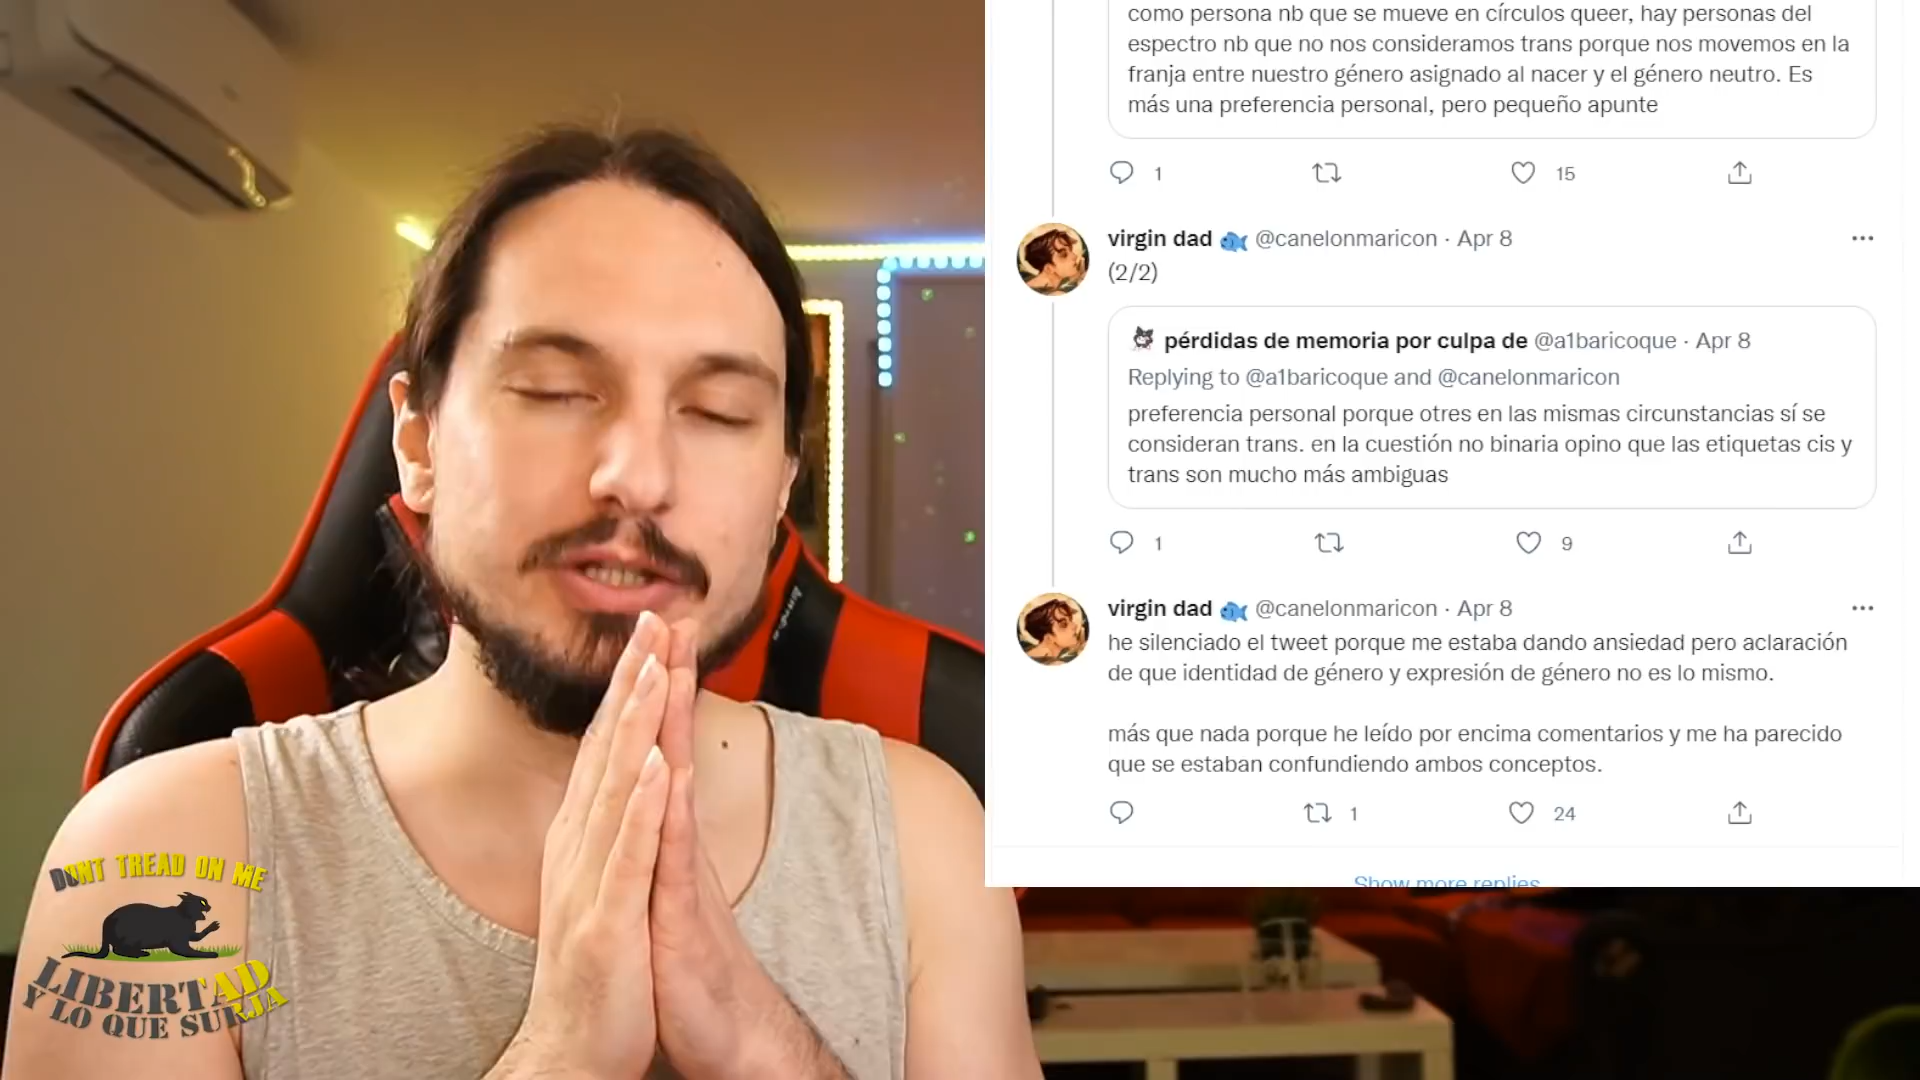 como persona nb que se mueve en círculos queer, hay personas del
espectro nb que no nos consideramos trans porque nos movemos en la
franja entre nuestro género asignado al nacer y el género neutro. Es
más una preferencia personal, pero pequeño apunte
1 15
virgin dad @canelonmaricon · Apr 8
(2/2)
pérdidas de memoria por culpa de @a1baricoque · Apr 8
Replying to @a1baricoque and @canelonmaricon
preferencia personal porque otres en las mismas circunstancias sí se
consideran trans. en la cuestión no binaria opino que las etiquetas cis y
trans son mucho más ambiguas
1 9
virgin dad @canelonmaricon · Apr 8
he silenciado el tweet porque me estaba dando ansiedad pero aclaración
de que identidad de género y expresión de género no es lo mismo.
más que nada porque he leído por encima comentarios y me ha parecido
que se estaban confundiendo ambos conceptos.
1 24
Show more replies
DONT TREAD ON ME
LIBERTAD
Y LO QUE SURJA